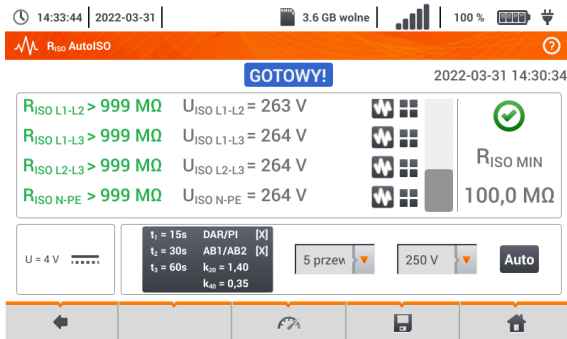 14:33:44 2022-03-31 3.6 GB wolne 100 %
RISO AutoISO
GOTOWY! 2022-03-31 14:30:34
RISO L1-L2 > 999 MΩ UISO L1-L2 = 263 V
RISO L1-L3 > 999 MΩ UISO L1-L3 = 264 V
RISO L2-L3 > 999 MΩ UISO L2-L3 = 264 V
RISO N-PE > 999 MΩ UISO N-PE = 264 V
RISO MIN
100,0 MΩ
U = 4 V
t1 = 15s DAR/PI [X]
t2 = 30s AB1/AB2 [X]
t3 = 60s k20 = 1,40
k40 = 0,35
5 przew
250 V
Auto